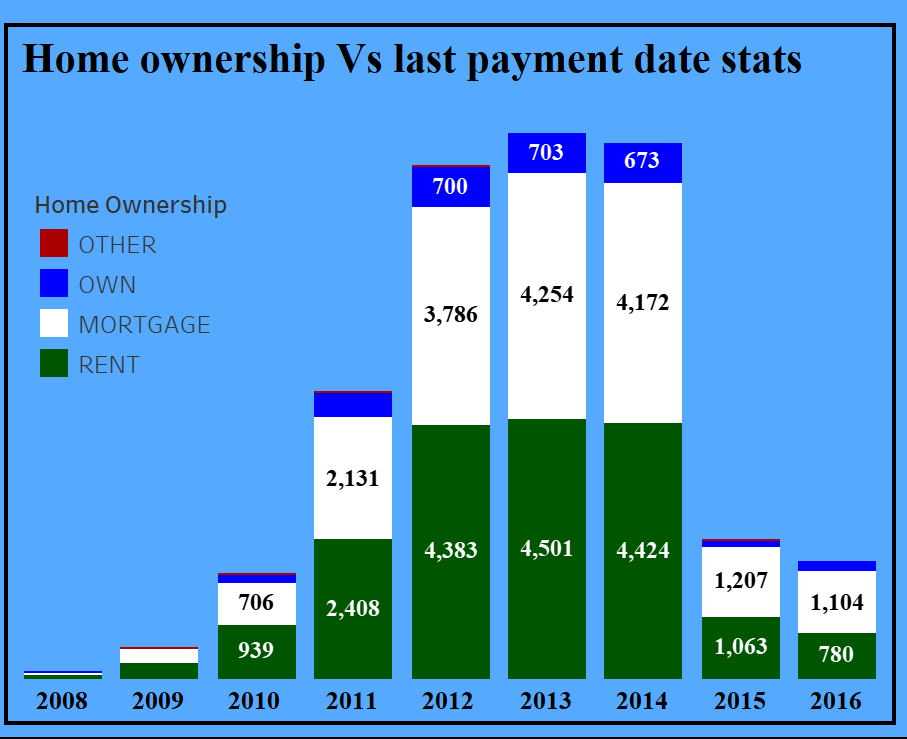 Home ownership Vs last payment date stats
703
673
700
Home Ownership
OTHER
OWN
MORTGAGE
RENT
3,786
4,254
4,172
2,131
4,383
4,501
4,424
706
939
2,408
1,207
1,063
1,104
780
2008 2009 2010 2011 2012 2013 2014 2015 2016